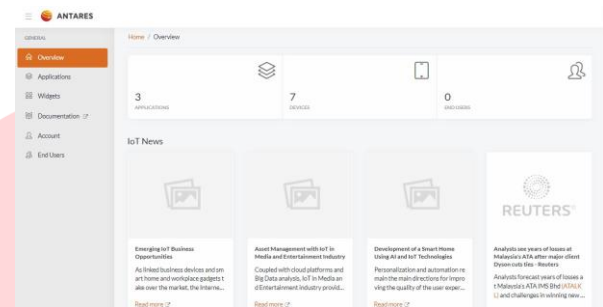 ANTARES
GENERAL
Overview
Applications
Widgets
Documentation
Account
End Users
Home / Overview
3
APPLICATIONS
7
DEVICES
0
END USERS
IoT News
Emerging IoT Business
Opportunities
As linked business devices and sm
art home and workplace gadgets t
ake over the market, the Interne...
Read more
Asset Management with IoT in
Media and Entertainment Industry
Coupled with cloud platforms and
Big Data analysis, IoT in Media an
d Entertainment industry provid...
Read more
Development of a Smart Home
Using AI and IoT Technologies
Personalization and automation re
main the main directions for impro
ving the quality of the user exper...
Read more
REUTERS
Analysts see years of losses at
Malaysia's ATA after major client
Dyson cuts ties - Reuters
Analysts forecast years of losses a
t Malaysia's ATA IMS Bhd (ATALK
L) and challenges in winning new ...
Read more